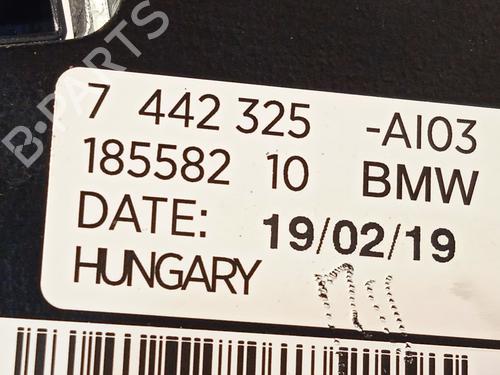 B-PARTS
7 442 325 -AI03
185582 10 BMW
DATE: 19/02/19
HUNGARY